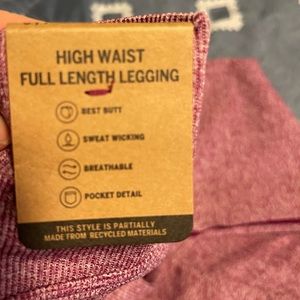 HIGH WAIST
FULL LENGTH LEGGING
BEST BUTT
SWEAT WICKING
BREATHABLE
POCKET DETAIL
THIS STYLE IS PARTIALLY
MADE FROM RECYCLED MATERIALS